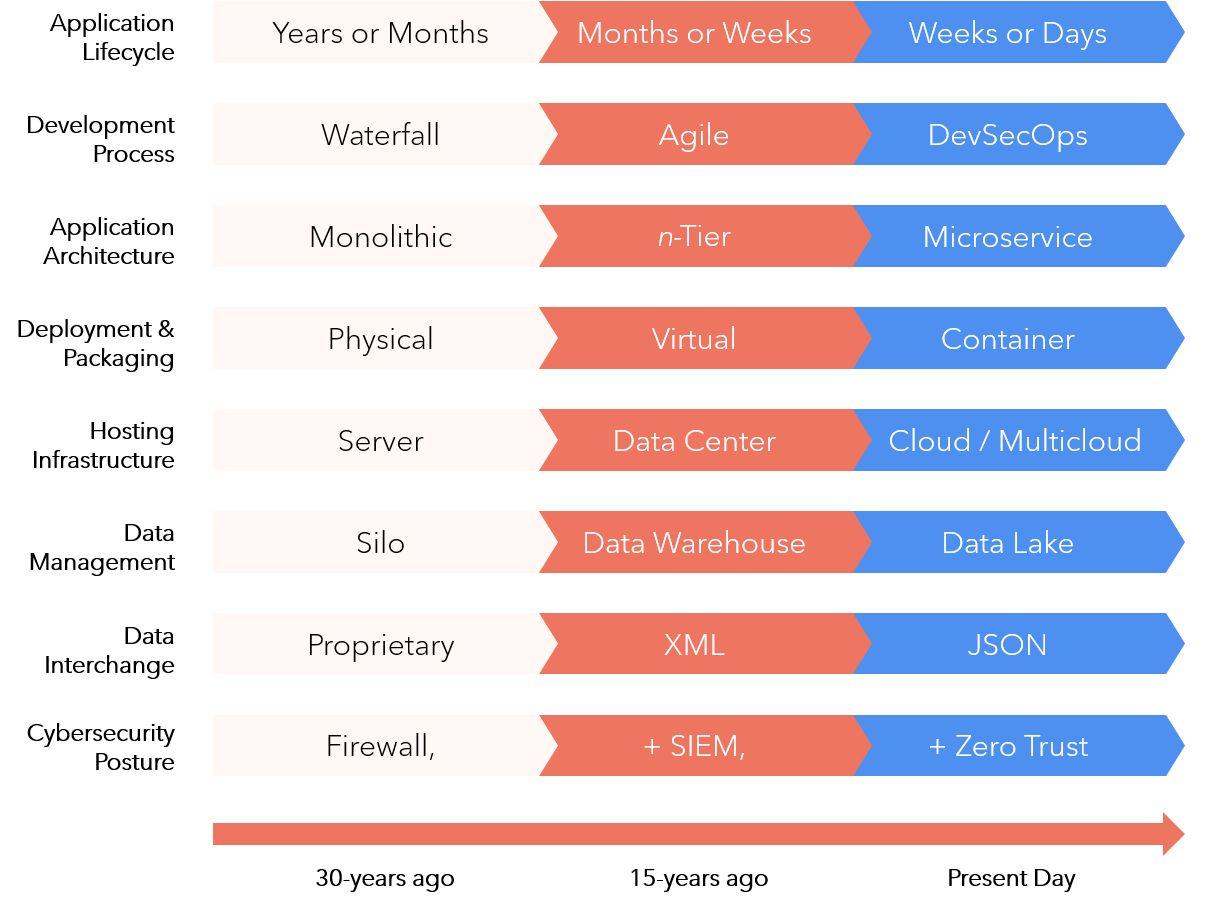 Application
Lifecycle
Years or Months
Months or Weeks
Weeks or Days
Development
Process
Waterfall
Agile
DevSecOps
Application
Architecture
Monolithic
n-Tier
Microservice
Deployment &
Packaging
Physical
Virtual
Container
Hosting
Infrastructure
Server
Data Center
Cloud / Multicloud
Data
Management
Silo
Data Warehouse
Data Lake
Data
Interchange
Proprietary
XML
JSON
Cybersecurity
Posture
Firewall,
+ SIEM,
+ Zero Trust
30-years ago
15-years ago
Present Day